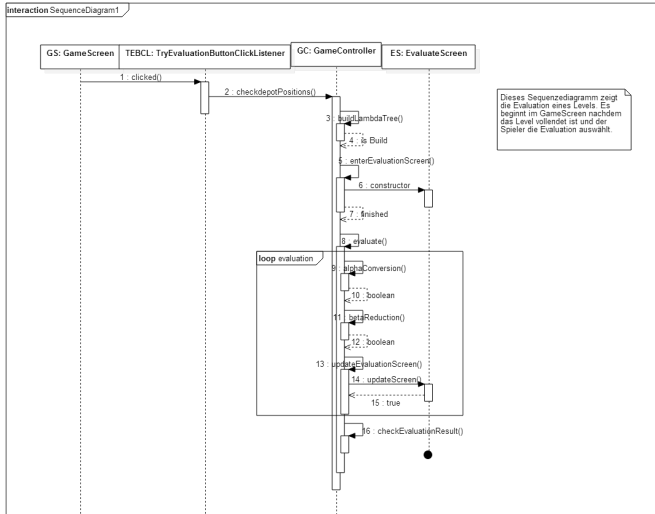 interaction SequenceDiagram1
GS: GameScreen
TEBCL: TryEvaluationButtonClickListener
GC: GameController
ES: EvaluateScreen
1 : clicked()
2 : checkdepotPositions()
Dieses Sequenzediagramm zeigt
die Evaluation eines Levels. Es
beginnt im GameScreen nachdem
das Level vollendet ist und der
Spieler die Evaluation auswählt.
3 : buildLambdaTree()
4 : is Build
5 : enterEvaluationScreen()
6 : constructor
7 : finished
8 : evaluate()
loop evaluation
9 : alphaConversion()
10 : boolean
11 : betaReduction()
12 : boolean
13 : updateEvaluationScreen()
14 : updateScreen()
15 : true
16 : checkEvaluationResult()